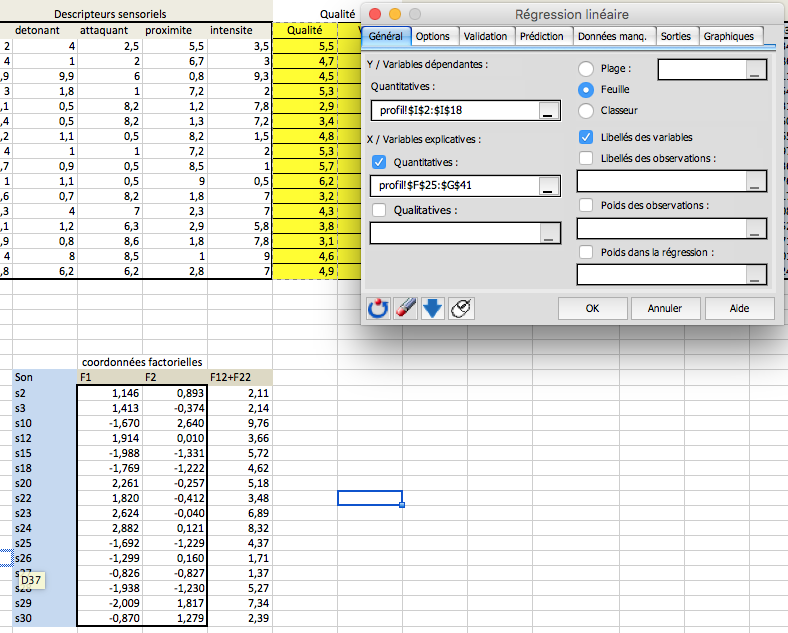 Descripteurs sensoriels Qualité
detonant attaquant proximite intensite Qualité
2 4 2,5 5,5 3,5 5,5
4 1 2 6,7 3 4,7
,9 9,9 6 0,8 9,3 4,5
3 1,8 1 7,2 2 5,3
,1 0,5 8,2 1,2 7,8 2,9
,4 0,5 8,2 1,3 7,2 3,4
,2 1,1 0,5 8,2 1,5 4,8
4 1 1 7,2 2 5,3
,7 0,9 0,5 8,5 1 5,7
1 1,1 0,5 9 0,5 6,2
,6 0,7 8,2 1,8 7 3,2
,3 4 7 2,3 7 4,3
,1 1,2 6,3 2,9 5,8 3,8
,9 0,8 8,6 1,8 7,8 3,1
4 8 8,5 1 9 4,6
,8 6,2 6,2 2,8 7 4,9
Régression linéaire
Général Options Validation Prédiction Données manq. Sorties Graphiques
Y / Variables dépendantes :
Quantitatives :
profil!$I$2:$I$18
X / Variables explicatives :
Quantitatives :
profil!$F$25:$G$41
Qualitatives :
Plage :
Feuille
Classeur
Libellés des variables
Libellés des observations :
Poids des observations :
Poids dans la régression :
OK Annuler Aide
coordonnées factorielles
Son F1 F2 F12+F22
s2 1,146 0,893 2,11
s3 1,413 -0,374 2,14
s10 -1,670 2,640 9,76
s12 1,914 0,010 3,66
s15 -1,988 -1,331 5,72
s18 -1,769 -1,222 4,62
s20 2,261 -0,257 5,18
s22 1,820 -0,412 3,48
s23 2,624 -0,040 6,89
s24 2,882 0,121 8,32
s25 -1,692 -1,229 4,37
s26 -1,299 0,160 1,71
-0,826 -0,827 1,37
D37
-1,938 -1,230 5,27
s29 -2,009 1,817 7,34
s30 -0,870 1,279 2,39